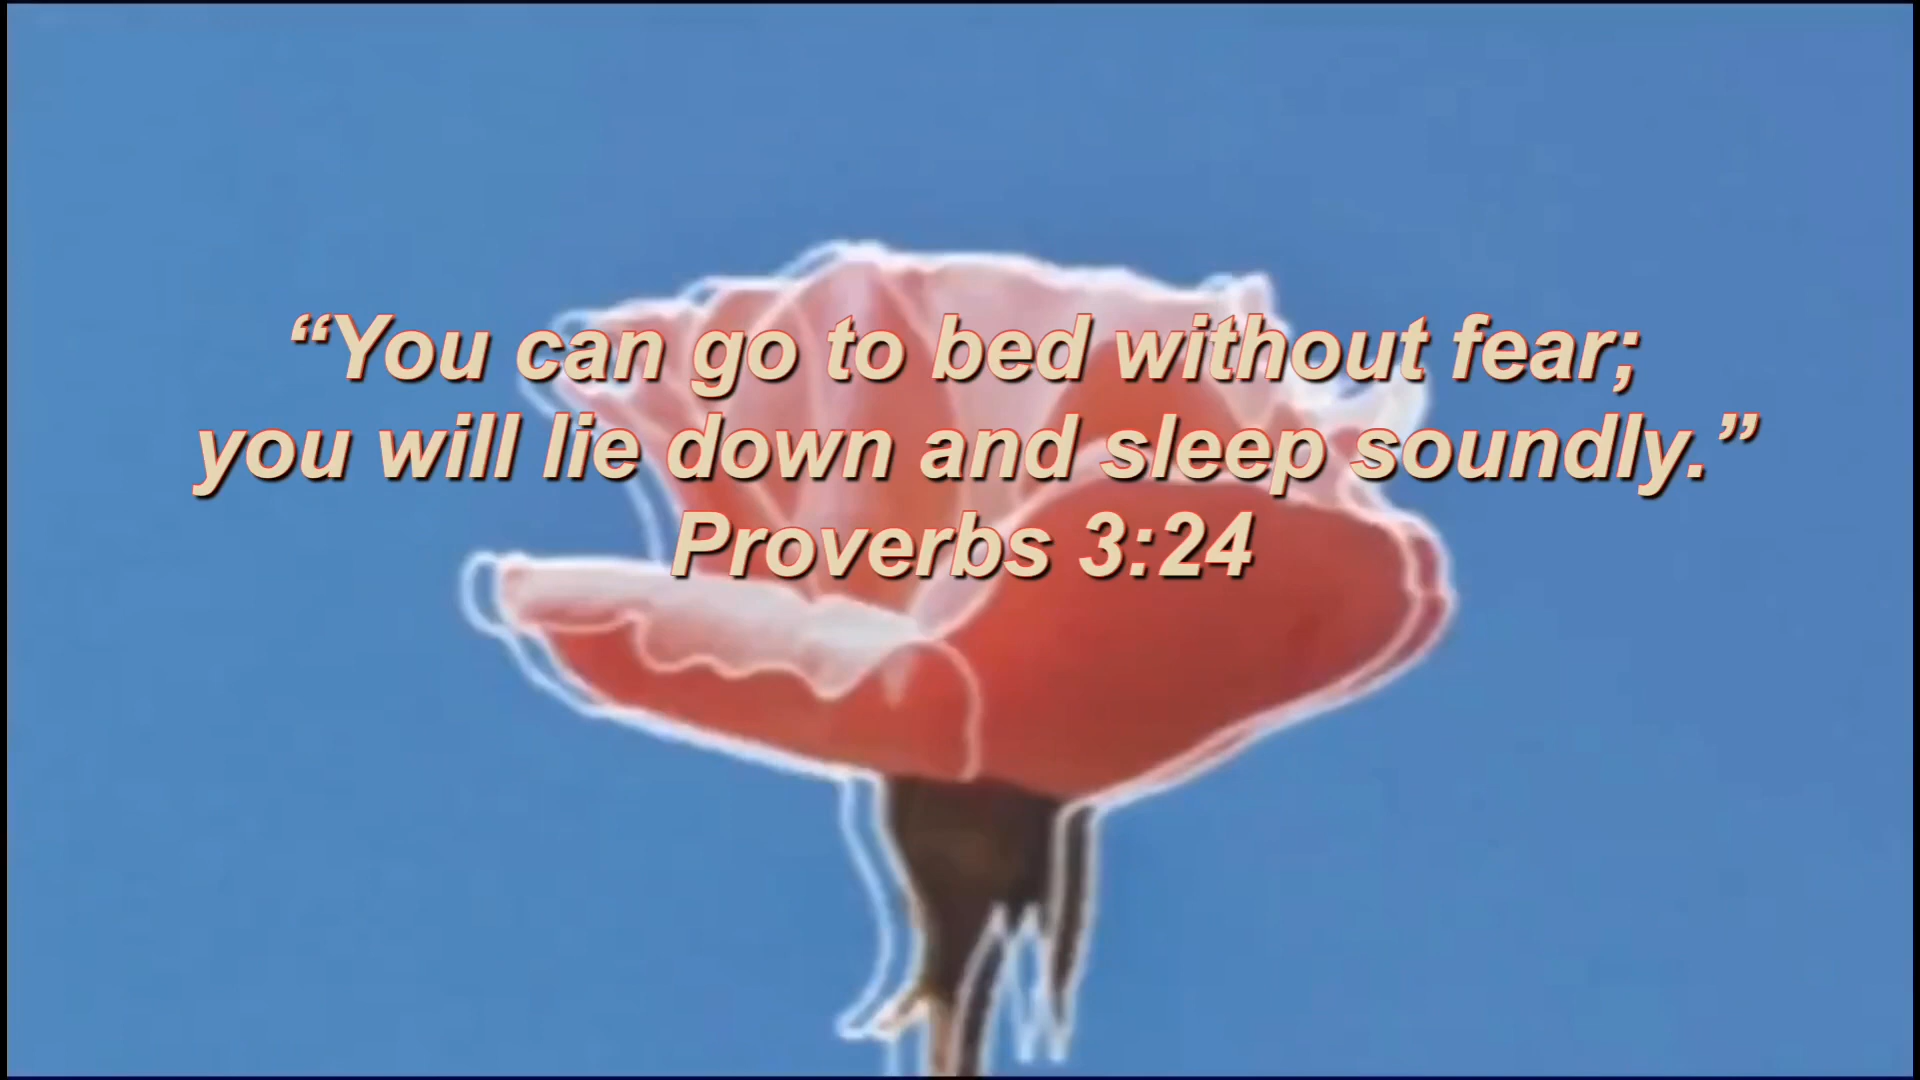 “You can go to bed without fear;
you will lie down and sleep soundly.”
Proverbs 3:24